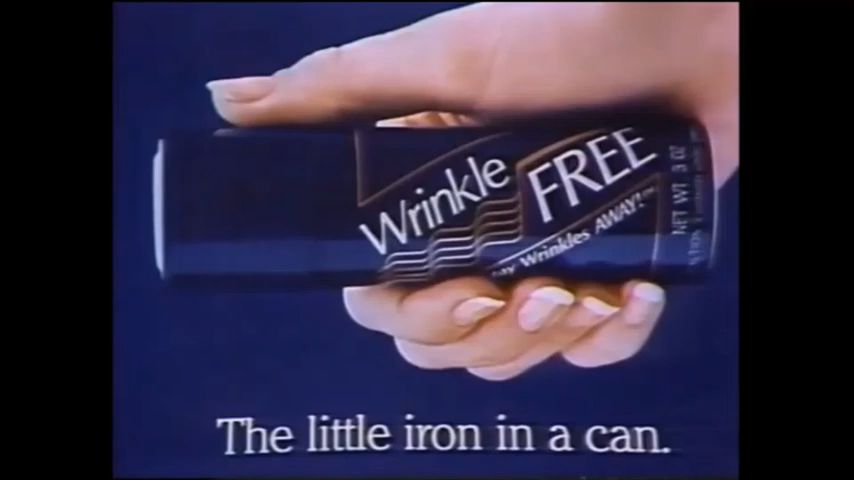 Wrinkle
FREE
Wrinkles AWAY!
NET WT 3 OZ
The little iron in a can.